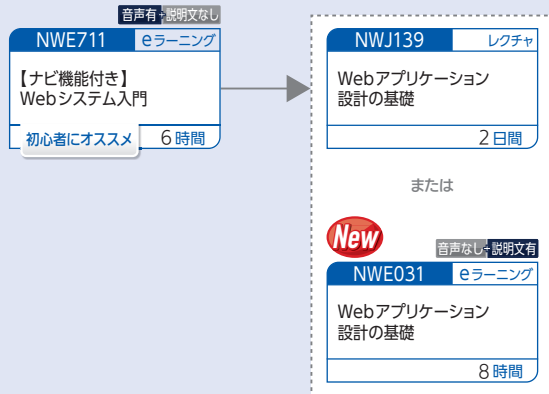 音声有+説明文なし
NWE711 eラーニング
【ナビ機能付き】
Webシステム入門
初心者にオススメ 6時間
NWJ139 レクチャ
Webアプリケーション
設計の基礎
2日間
または
New
音声なし+説明文有
NWE031 eラーニング
Webアプリケーション
設計の基礎
8時間